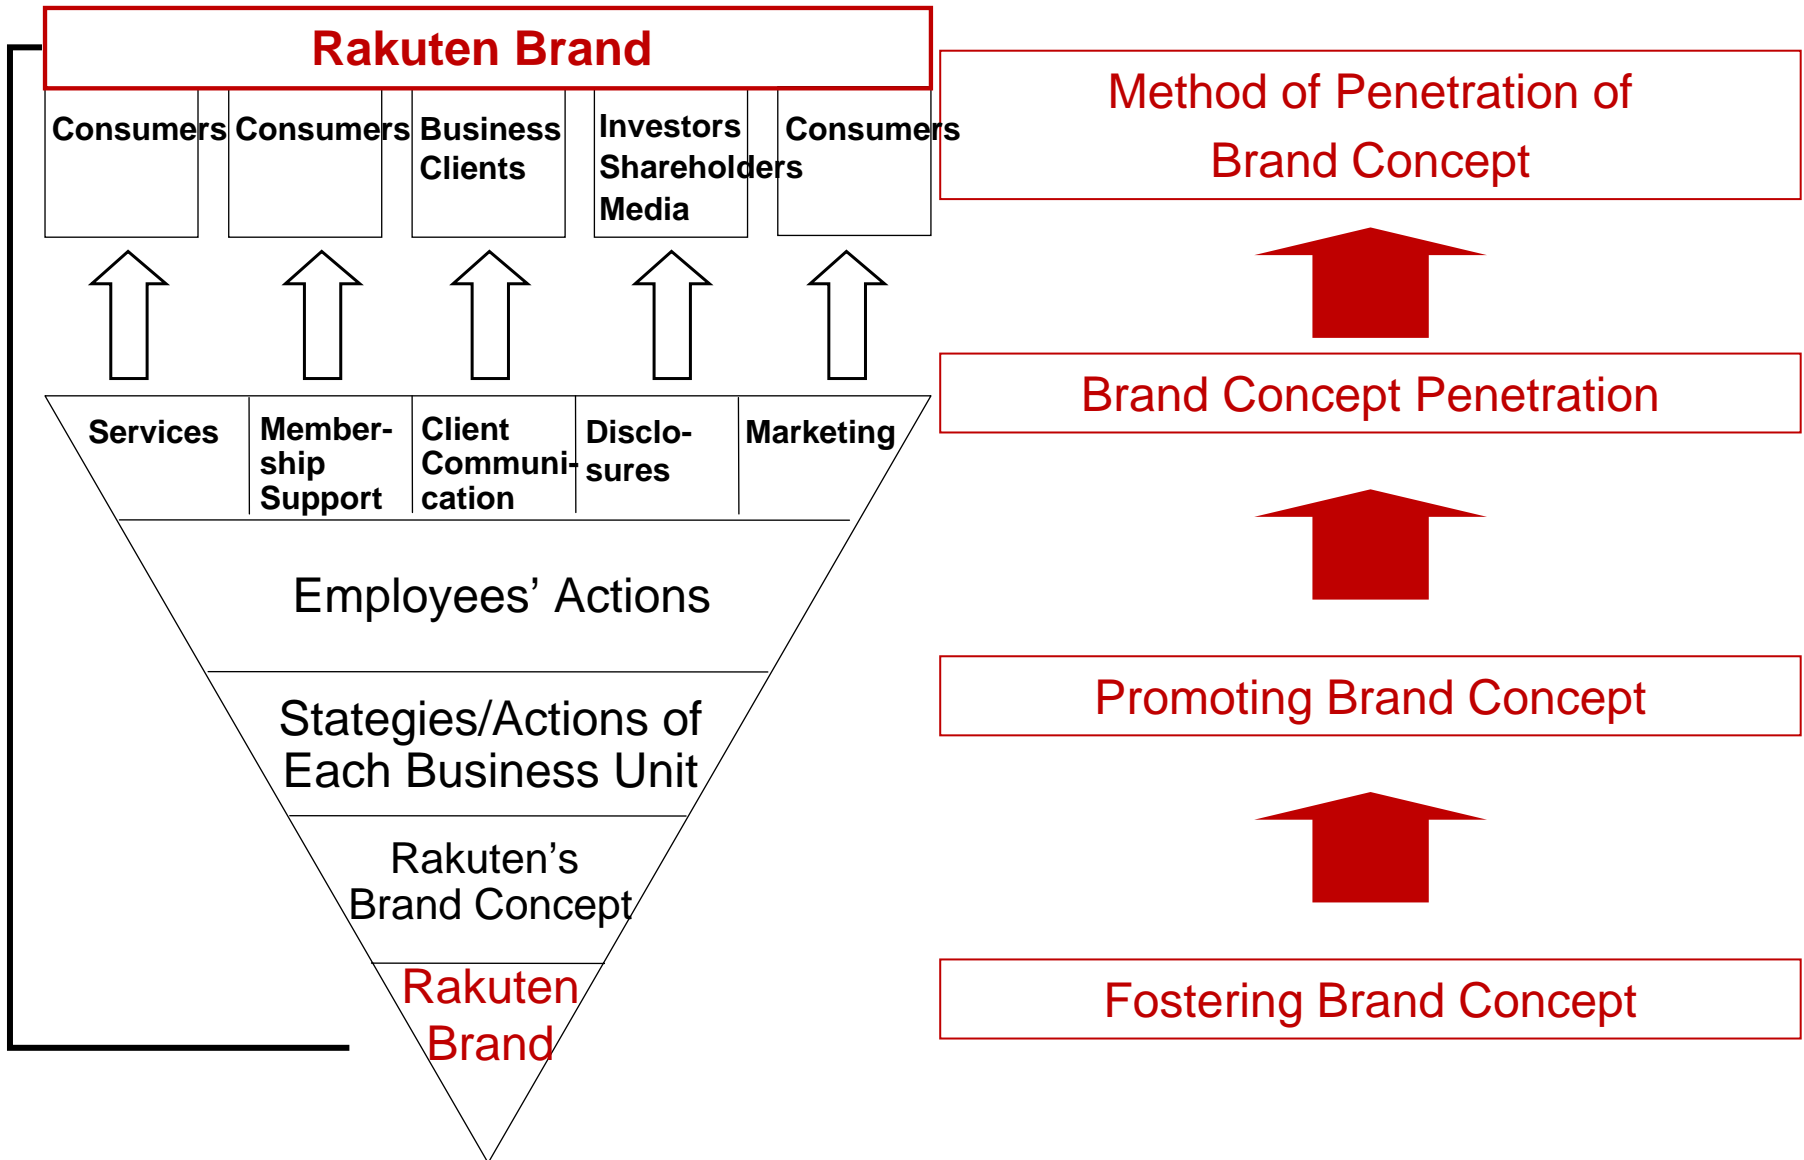 Rakuten Brand
Consumers
Consumers
Business
Clients
Investors
Shareholders
Media
Consumers
Services
Member-
ship
Support
Client
Communi-
cation
Disclo-
sures
Marketing
Employees’ Actions
Stategies/Actions of
Each Business Unit
Rakuten’s
Brand Concept
Rakuten
Brand
Method of Penetration of
Brand Concept
Brand Concept Penetration
Promoting Brand Concept
Fostering Brand Concept